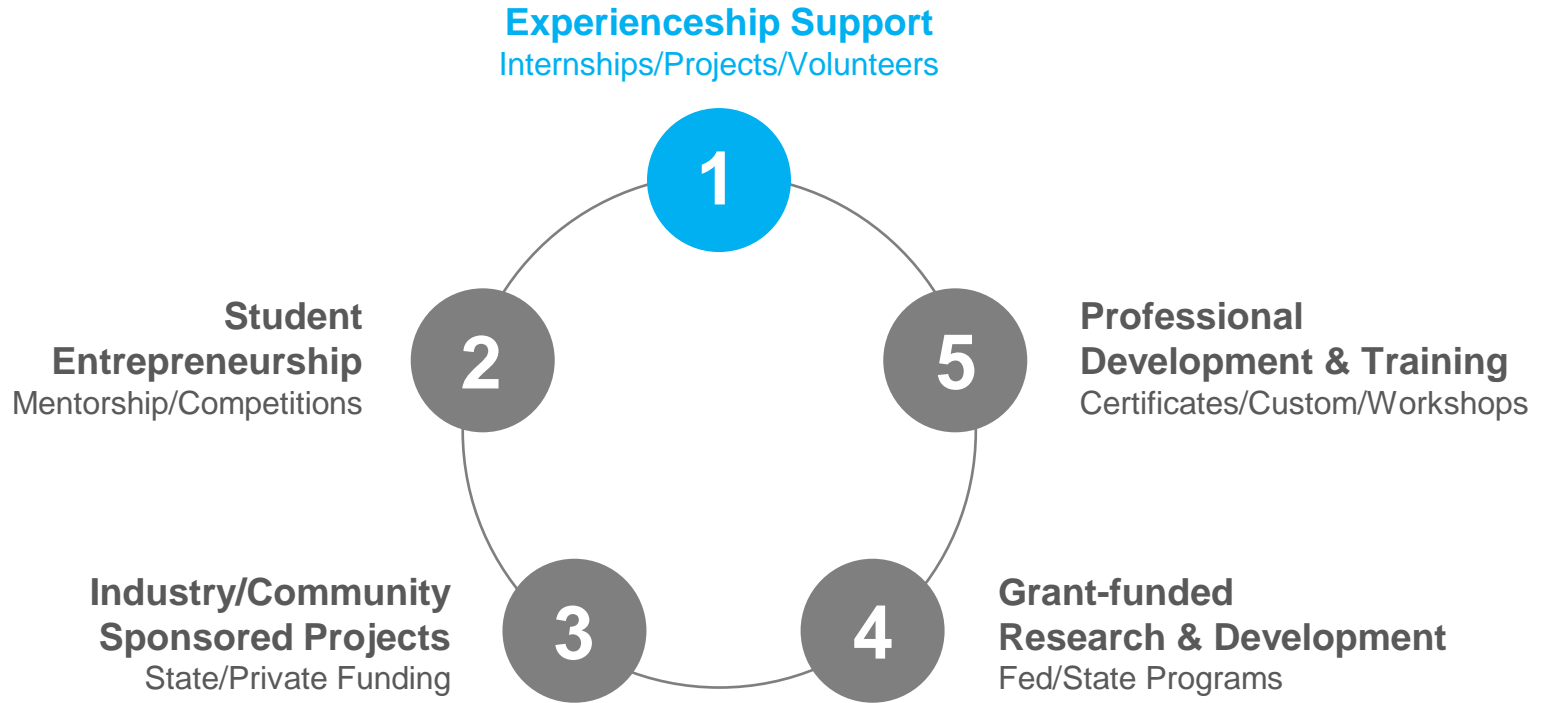 Experienceship Support
Internships/Projects/Volunteers
1
Student
Entrepreneurship
Mentorship/Competitions
2
5
Professional
Development & Training
Certificates/Custom/Workshops
Industry/Community
Sponsored Projects
State/Private Funding
3
4
Grant-funded
Research & Development
Fed/State Programs